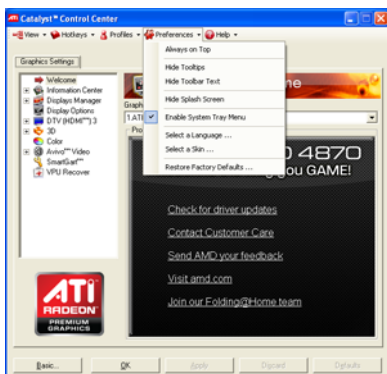 Catalyst™ Control Center
View Hotkeys Profiles Preferences Help
Always on Top
Hide Tooltips
Hide Toolbar Text
Hide Splash Screen
Enable System Tray Menu
Select a Language ...
Select a Skin ...
Restore Factory Defaults ...
Graphics Settings
Welcome
Information Center
Displays Manager
Display Options
DTV (HDMI™) 3
3D
Color
Avivo™ Video
SmartGart™
VPU Recover
Graph
1.ATI
Pro
me
4870
you GAME!
Check for driver updates
Contact Customer Care
Send AMD your feedback
Visit amd.com
Join our Folding@Home team
ATI
RADEON
PREMIUM
GRAPHICS
Basic...
OK
Apply
Discard
Defaults